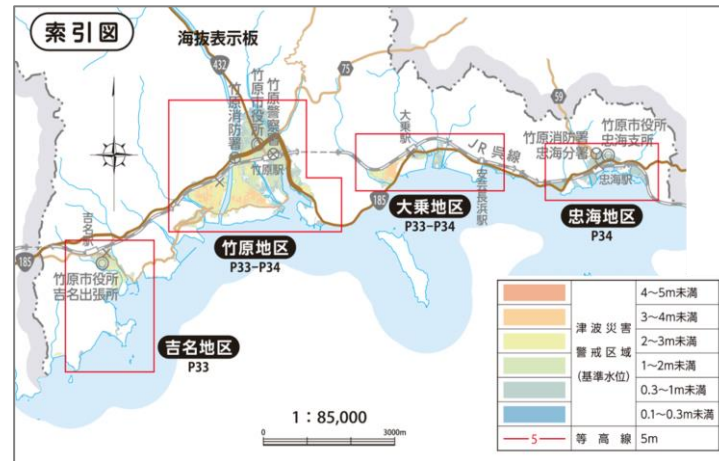 索引図
海抜表示板
432
75
59
185
185
竹原消防署
竹原市役所
竹原警察署
竹原駅
大乗駅
JR呉線
安芸長浜駅
竹原消防署
忠海分署
竹原市役所
忠海支所
忠海駅
吉名駅
竹原市役所
吉名出張所
竹原地区
P33-P34
大乗地区
P33-P34
忠海地区
P34
吉名地区
P33
1:85,000
0 3000m
津波災害
警戒区域
(基準水位)
4~5m未満
3~4m未満
2~3m未満
1~2m未満
0.3~1m未満
0.1~0.3m未満
5 等高線 5m